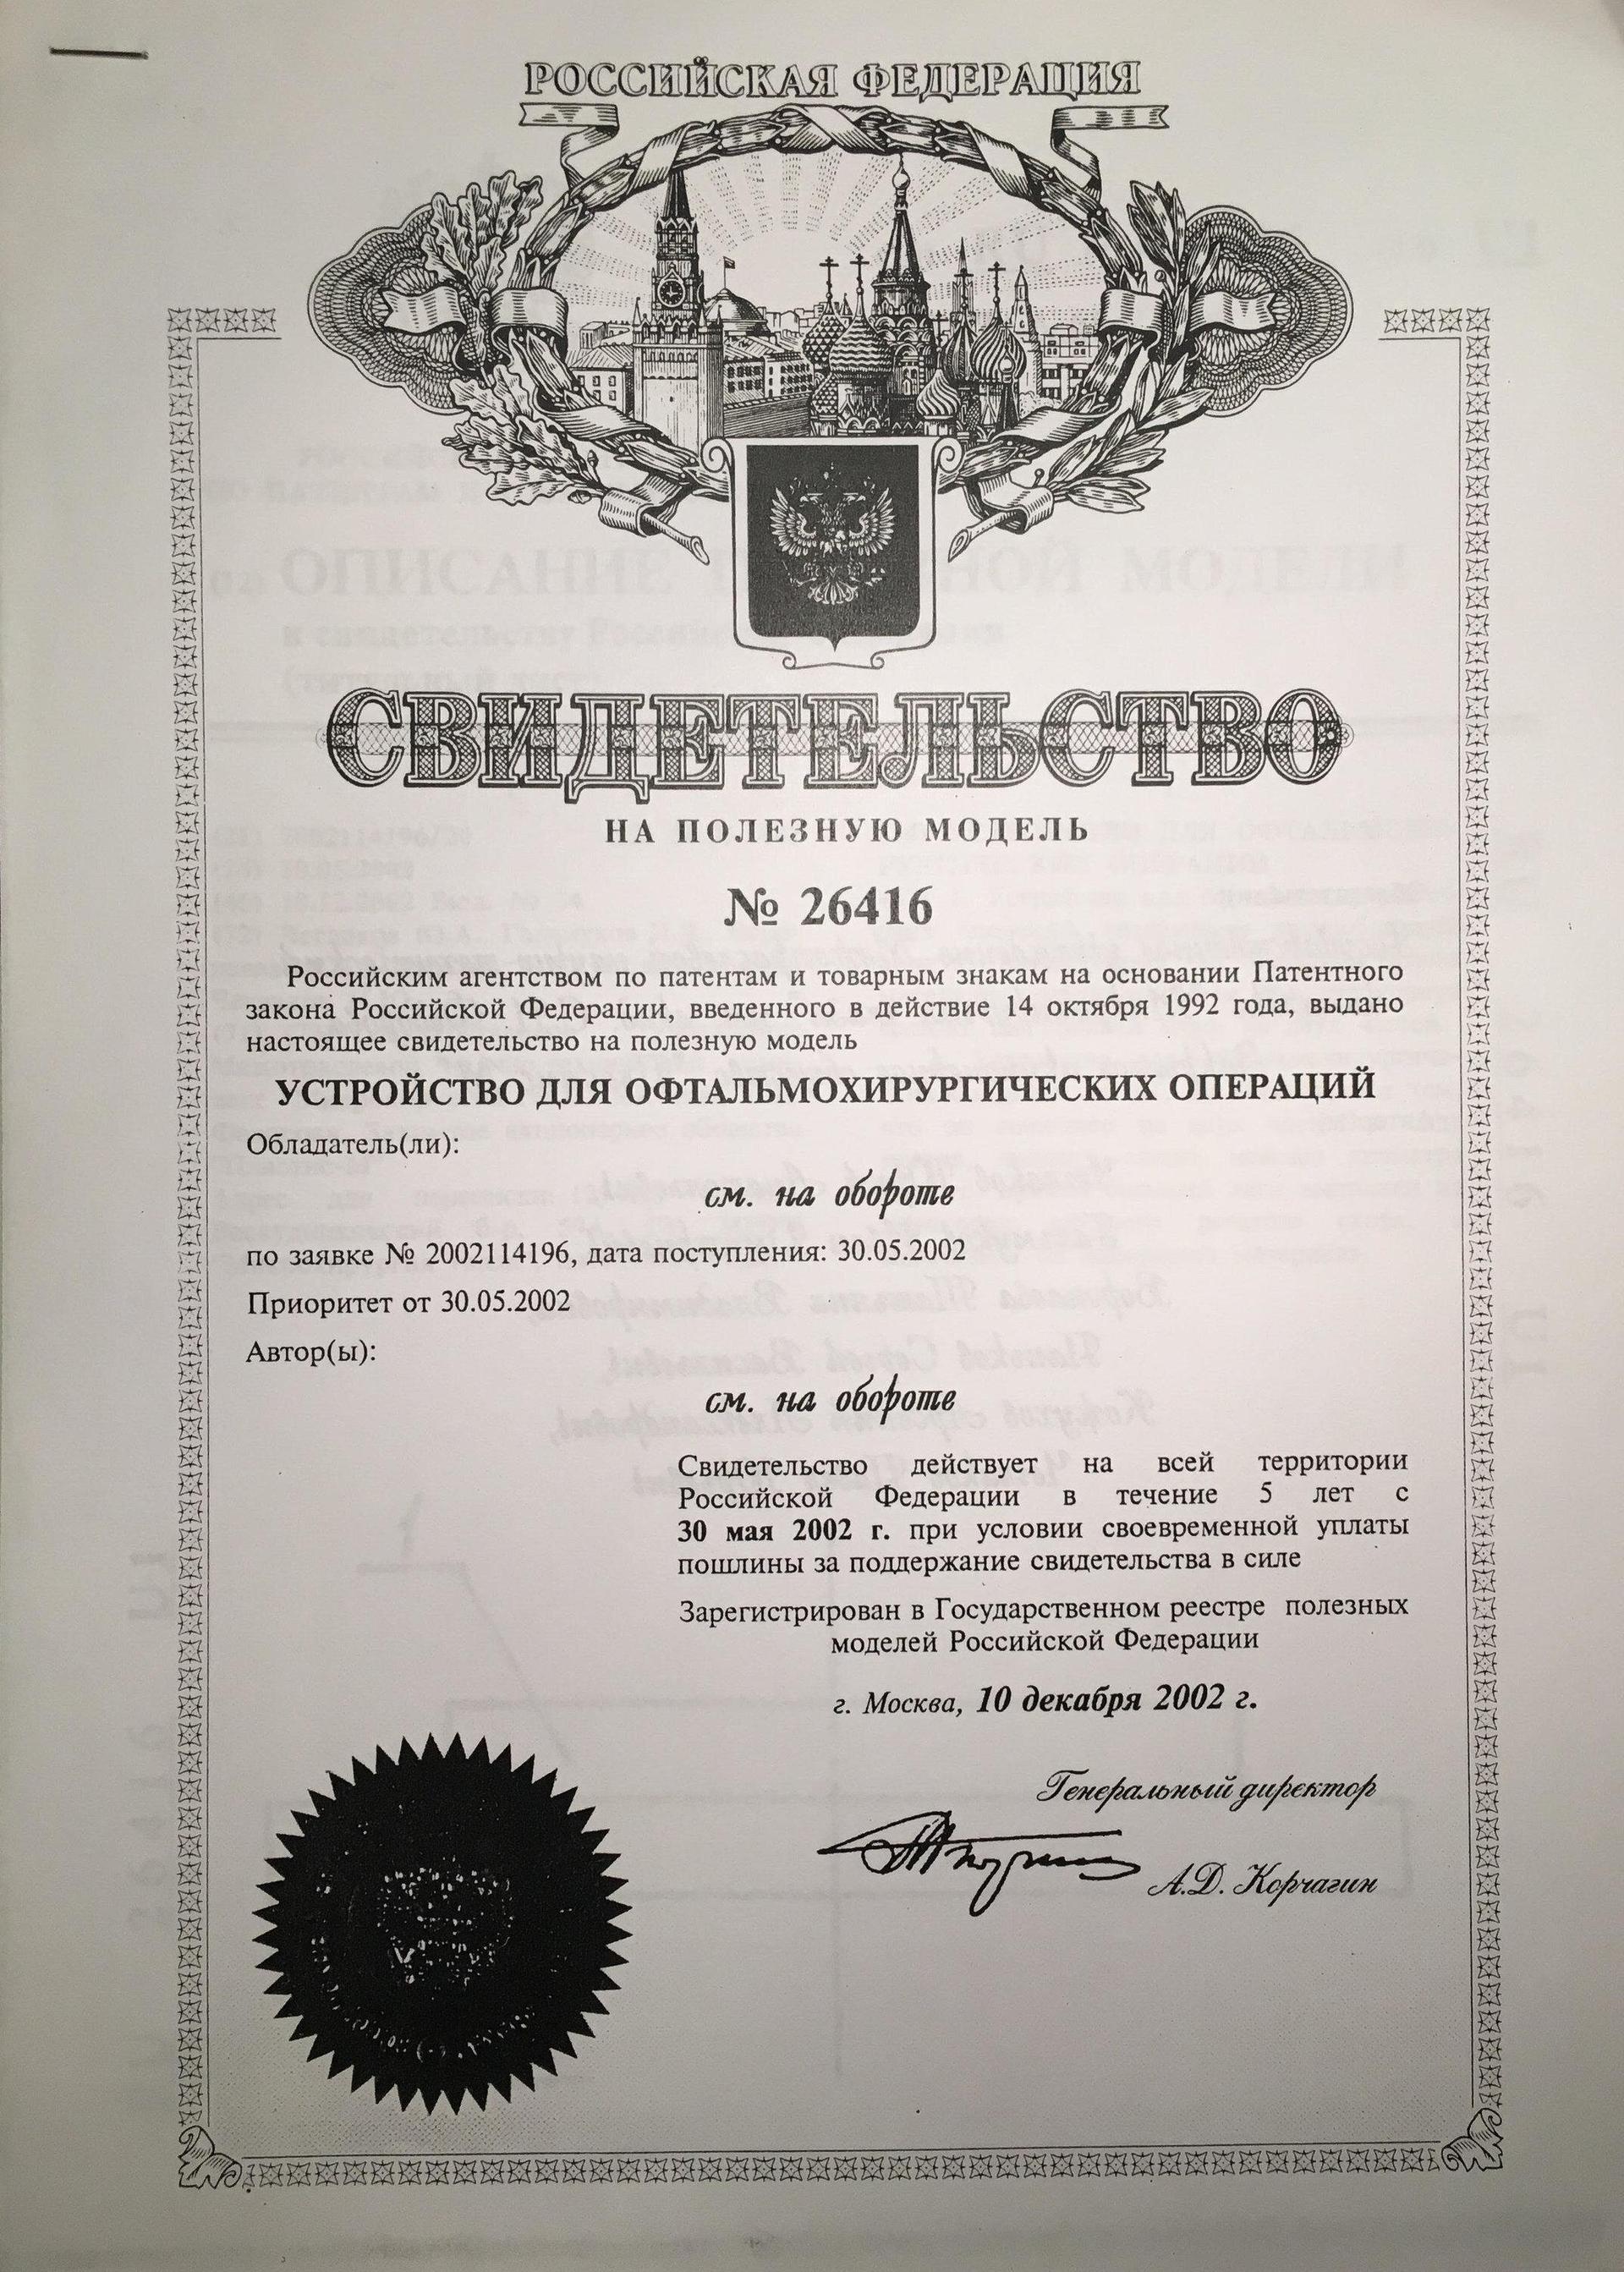 РОССИЙСКАЯ ФЕДЕРАЦИЯ
СВИДЕТЕЛЬСТВО
НА ПОЛЕЗНУЮ МОДЕЛЬ
№ 26416
Российским агентством по патентам и товарным знакам на основании Патентного
закона Российской Федерации, введенного в действие 14 октября 1992 года, выдано
настоящее свидетельство на полезную модель
УСТРОЙСТВО ДЛЯ ОФТАЛЬМОХИРУРГИЧЕСКИХ ОПЕРАЦИЙ
Обладатель(ли):
см. на обороте
по заявке № 2002114196, дата поступления: 30.05.2002
Приоритет от 30.05.2002
Автор(ы):
см. на обороте
Свидетельство действует на всей территории
Российской Федерации в течение 5 лет с
30 мая 2002 г. при условии своевременной уплаты
пошлины за поддержание свидетельства в силе
Зарегистрирован в Государственном реестре полезных
моделей Российской Федерации
г. Москва, 10 декабря 2002 г.
Генеральный директор
А.Д. Корчагин